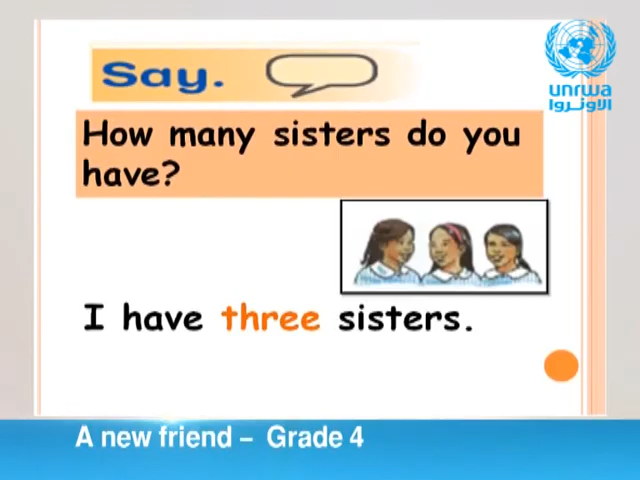 Say.
unrwa
الاونروا
How many sisters do you
have?
I have three sisters.
A new friend – Grade 4